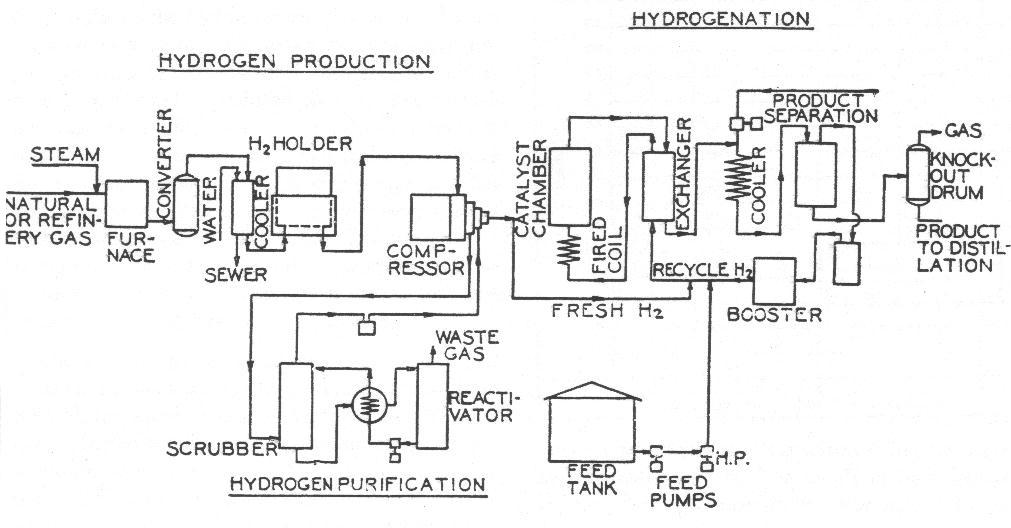 HYDROGENATION
HYDROGEN PRODUCTION
STEAM
NATURAL
OR REFIN-
ERY GAS
FUR-
NACE
CONVERTER
WATER
COOLER
SEWER
H2 HOLDER
COMP-
RESSOR
CATALYST
CHAMBER
FIRED
COIL
EXCHANGER
COOLER
PRODUCT
SEPARATION
GAS
KNOCK-
OUT
DRUM
PRODUCT
TO DISTIL-
LATION
RECYCLE H2
FRESH H2
BOOSTER
WASTE
GAS
REACTI-
VATOR
SCRUBBER
HYDROGEN PURIFICATION
FEED
TANK
FEED
PUMPS
H.P.